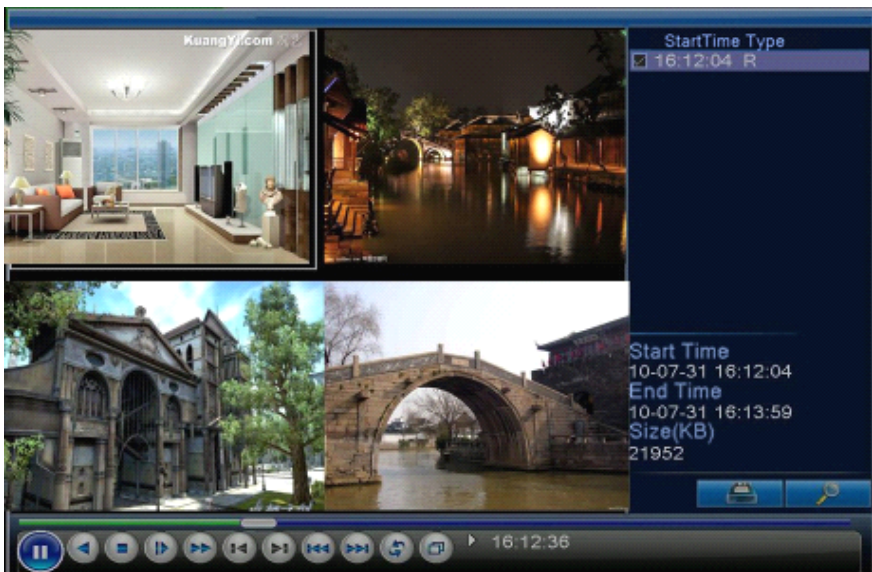 KuangYi.com
StartTime Type
16:12:04 R
Start Time
10-07-31 16:12:04
End Time
10-07-31 16:13:59
Size(KB)
21952
16:12:36